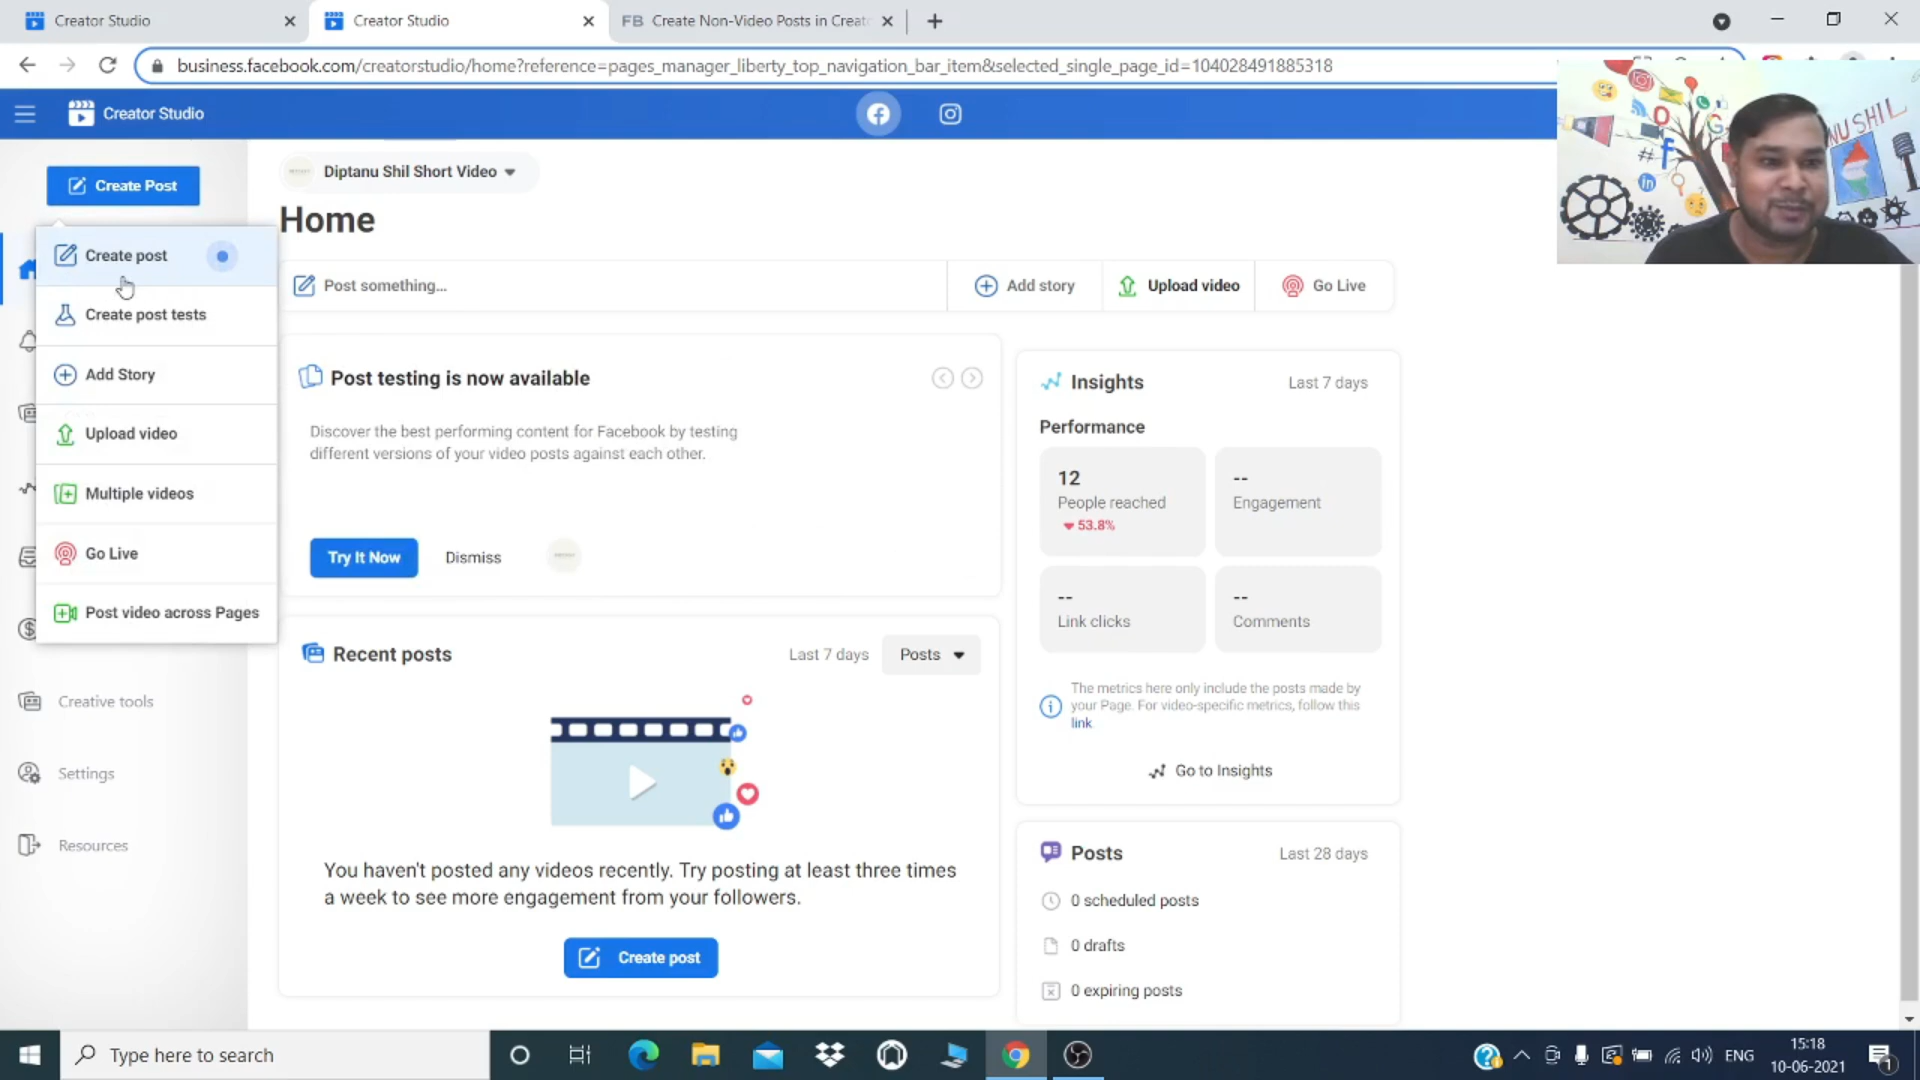 Creator Studio
Creator Studio
FB Create Non-Video Posts in Creat
business.facebook.com/creatorstudio/home?reference=pages_manager_liberty_top_navigation_bar_item&selected_single_page_id=104028491885318
Creator Studio
Create Post
Diptanu Shil Short Video
Home
Create post
Create post tests
Add Story
Upload video
Multiple videos
Go Live
Post video across Pages
Creative tools
Settings
Resources
Post something...
Add story
Upload video
Go Live
Post testing is now available
Discover the best performing content for Facebook by testing
different versions of your video posts against each other.
Try It Now
Dismiss
Recent posts
Last 7 days
Posts
You haven't posted any videos recently. Try posting at least three times
a week to see more engagement from your followers.
Create post
Insights
Last 7 days
Performance
12
People reached
53.8%
--
Engagement
--
Link clicks
--
Comments
The metrics here only include the posts made by
your Page. For video-specific metrics, follow this
link
Go to Insights
Posts
Last 28 days
0 scheduled posts
0 drafts
0 expiring posts
NU SHIL
Type here to search
ENG
15:18
10-06-2021
1